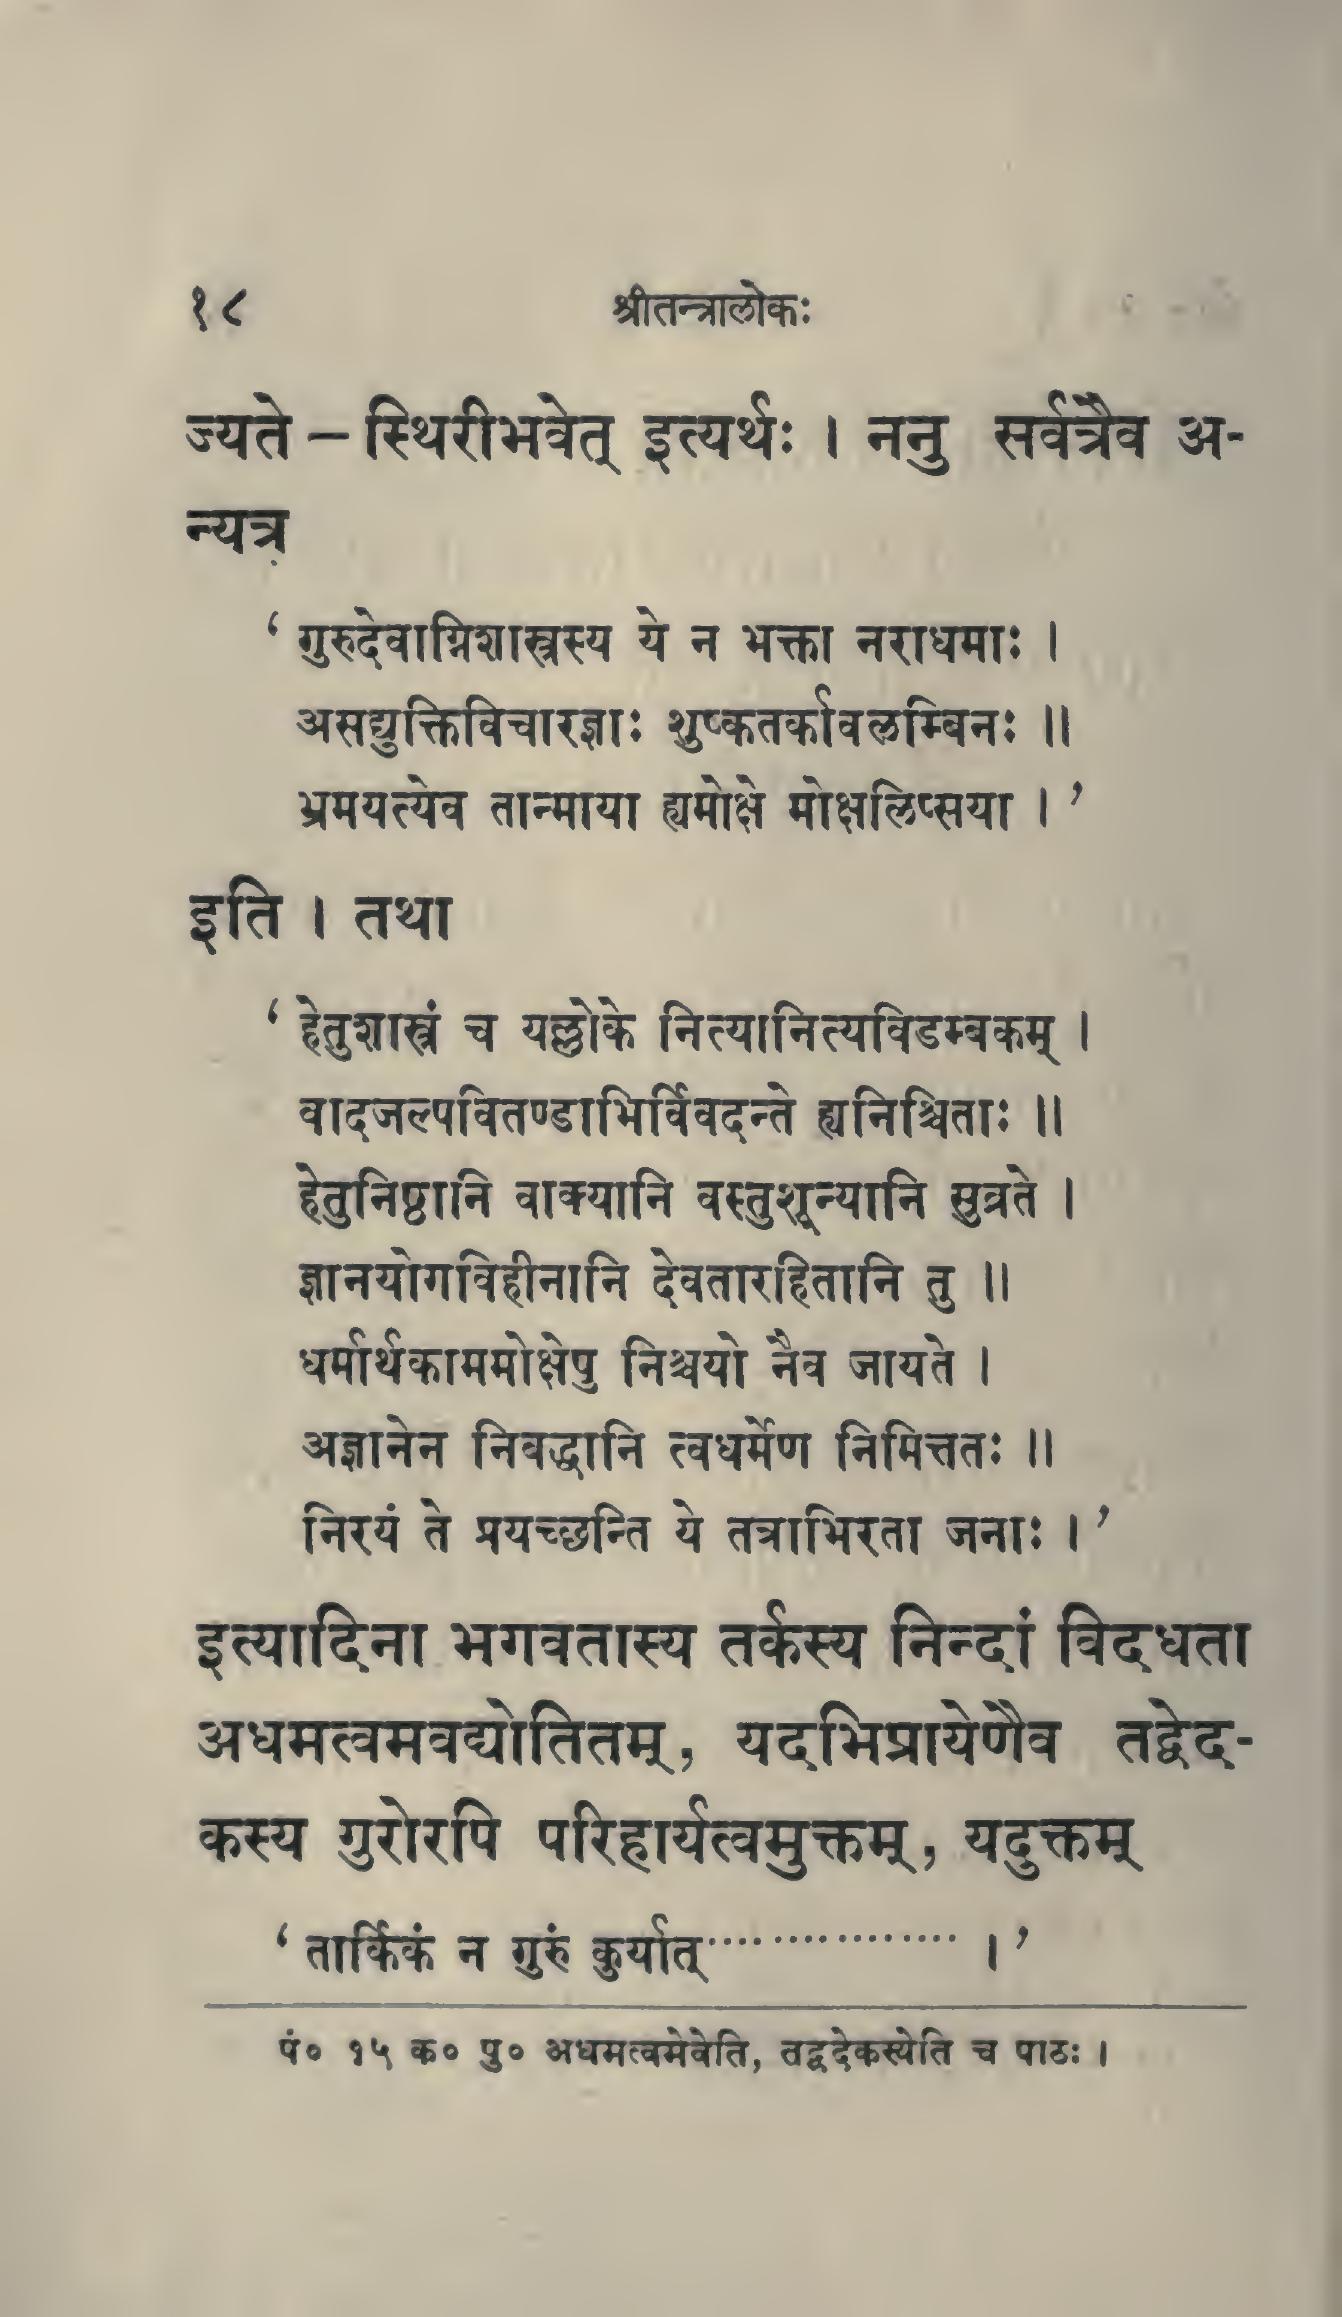 १८ श्रीतन्त्रालोकः
ज्यते – स्थिरीभवेत् इत्यर्थः । ननु सर्वत्रैव अ-
न्यत्र
‘ गुरुदेवाग्निशास्त्रस्य ये न भक्ता नराधमाः ।
असद्युक्तिविचारज्ञाः शुष्कतर्कावलम्बिनः ॥
भ्रमयत्येव तान्माया ह्यमोक्षे मोक्षलिप्सया । ’
इति । तथा
‘ हेतुशास्त्रं च यल्लोके नित्यानित्यविडम्बकम् ।
वादजल्पवितण्डाभिर्विवदन्ते ह्यनिश्चिताः ॥
हेतुनिष्ठानि वाक्यानि वस्तुशून्यानि सुव्रते ।
ज्ञानयोगविहीनानि देवतारहितानि तु ॥
धर्मार्थकाममोक्षेषु निश्चयो नैव जायते ।
अज्ञानेन निबद्धानि त्वधर्मेण निमित्ततः ॥
निरयं ते प्रयच्छन्ति ये तत्राभिरता जनाः । ’
इत्यादिना भगवतास्य तर्कस्य निन्दां विदधता
अधमत्वमवद्योतितम्, यदभिप्रायेणैव तद्वेद-
कस्य गुरोरपि परिहार्यत्वमुक्तम्, यदुक्तम्
‘ तार्किकं न गुरुं कुर्यात्················· । ’
पं० १५ क० पु० अधमत्वमेवेति, तद्वदेकस्येति च पाठः ।